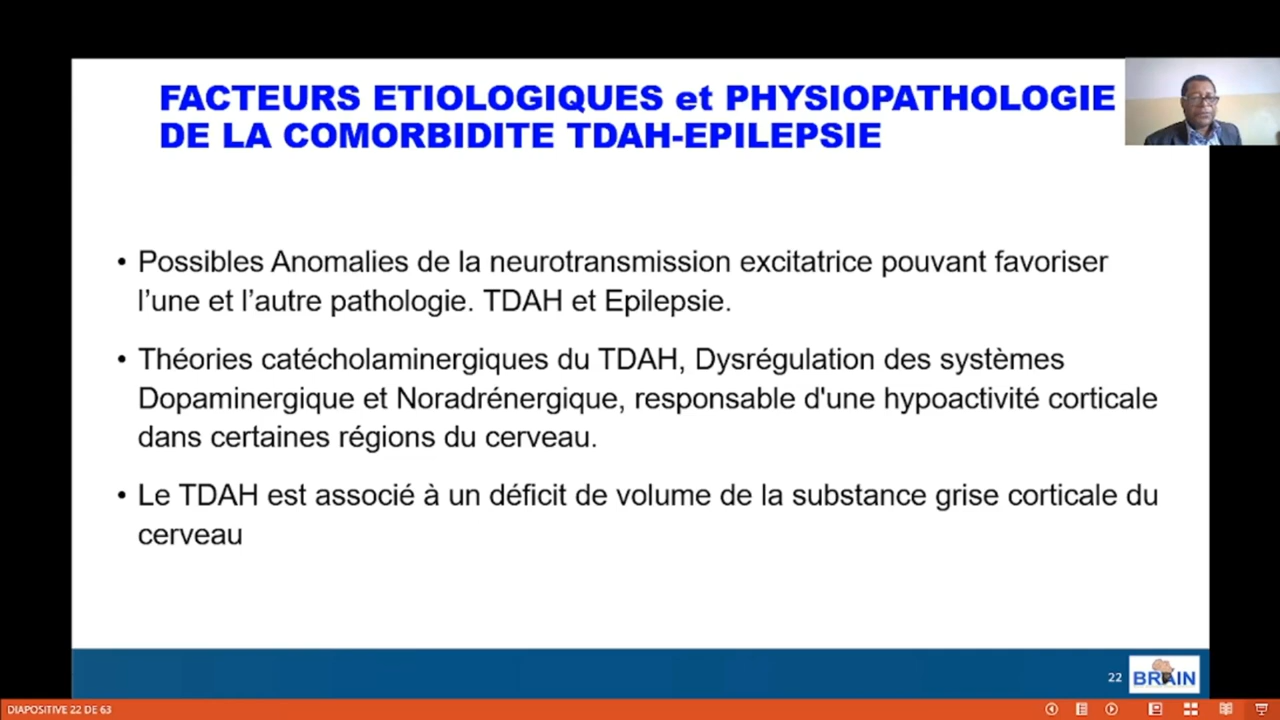 FACTEURS ETIOLOGIQUES et PHYSIOPATHOLOGIE
DE LA COMORBIDITE TDAH-EPILEPSIE
• Possibles Anomalies de la neurotransmission excitatrice pouvant favoriser
l’une et l’autre pathologie. TDAH et Epilepsie.
• Théories catécholaminergiques du TDAH, Dysrégulation des systèmes
Dopaminergique et Noradrénergique, responsable d'une hypoactivité corticale
dans certaines régions du cerveau.
• Le TDAH est associé à un déficit de volume de la substance grise corticale du
cerveau
22
BRAIN
DIAPOSITIVE 22 DE 63